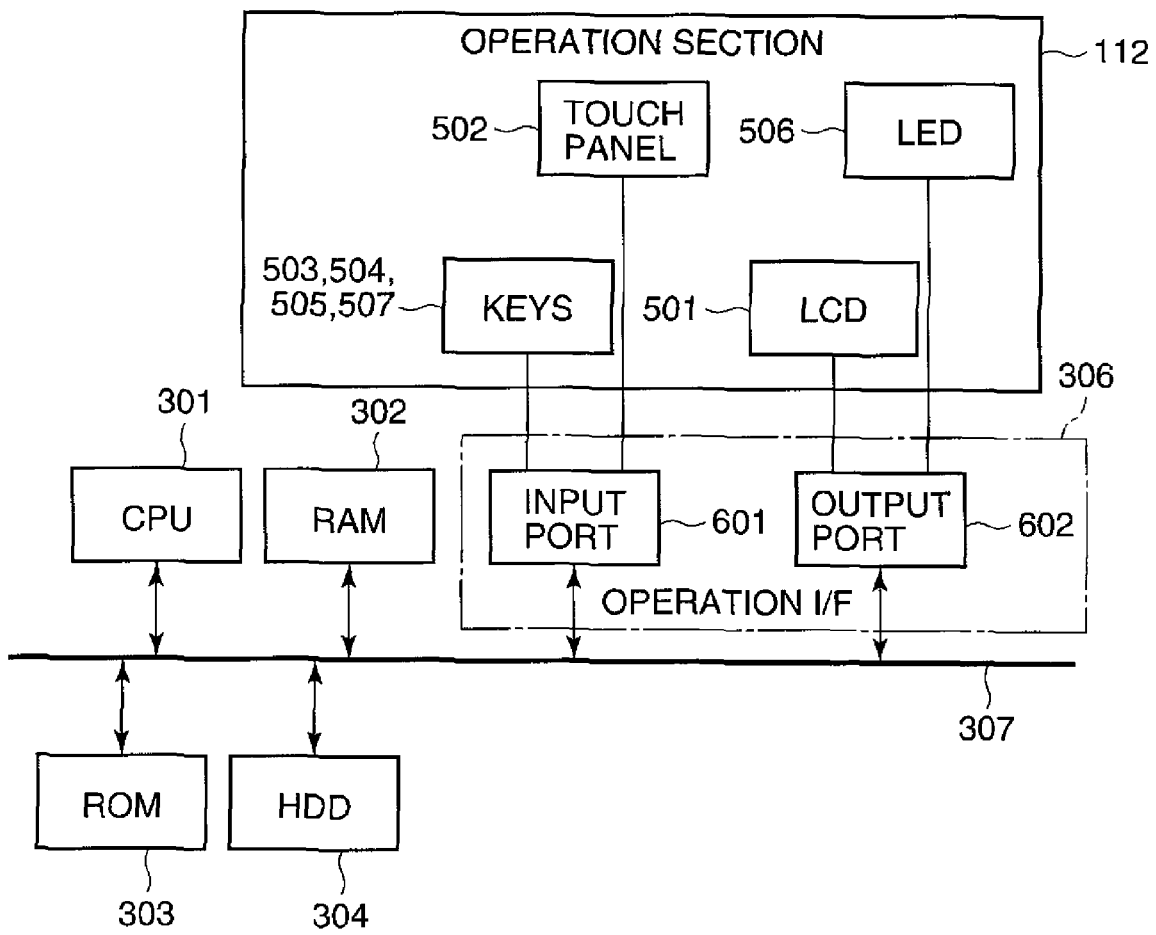 OPERATION SECTION
112
502
TOUCH
PANEL
506
LED
503,504,
505,507
KEYS
501
LCD
301
302
306
CPU
RAM
INPUT
PORT
601
OUTPUT
PORT
602
OPERATION I/F
307
ROM
HDD
303
304